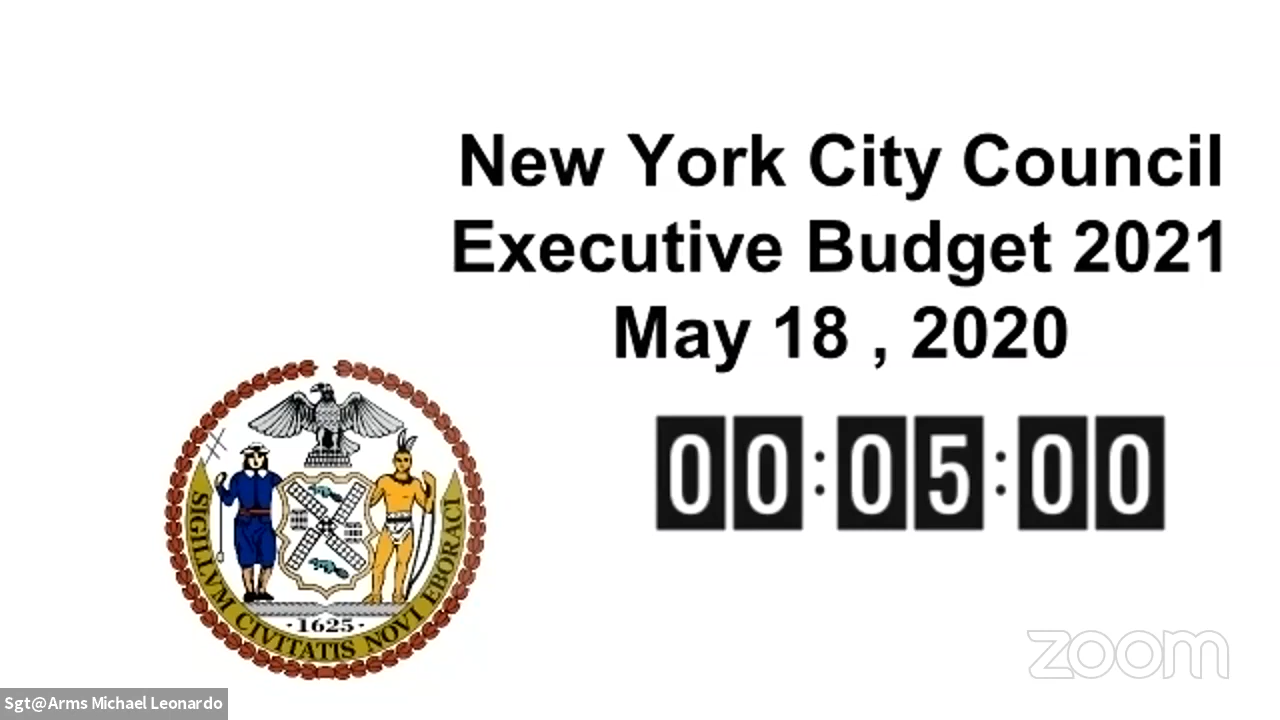 New York City Council
Executive Budget 2021
May 18 , 2020
00:05:00
SIGILLVM CIVITATIS NOVI EBORACI
·1625·
zoom
Sgt@Arms Michael Leonardo